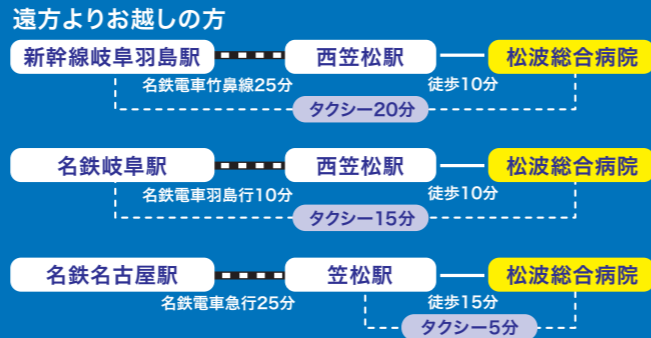 遠方よりお越しの方
新幹線岐阜羽島駅 西笠松駅 松波総合病院
名鉄電車竹鼻線25分 徒歩10分
タクシー20分
名鉄岐阜駅 西笠松駅 松波総合病院
名鉄電車羽島行10分 徒歩10分
タクシー15分
名鉄名古屋駅 笠松駅 松波総合病院
名鉄電車急行25分 徒歩15分
タクシー5分